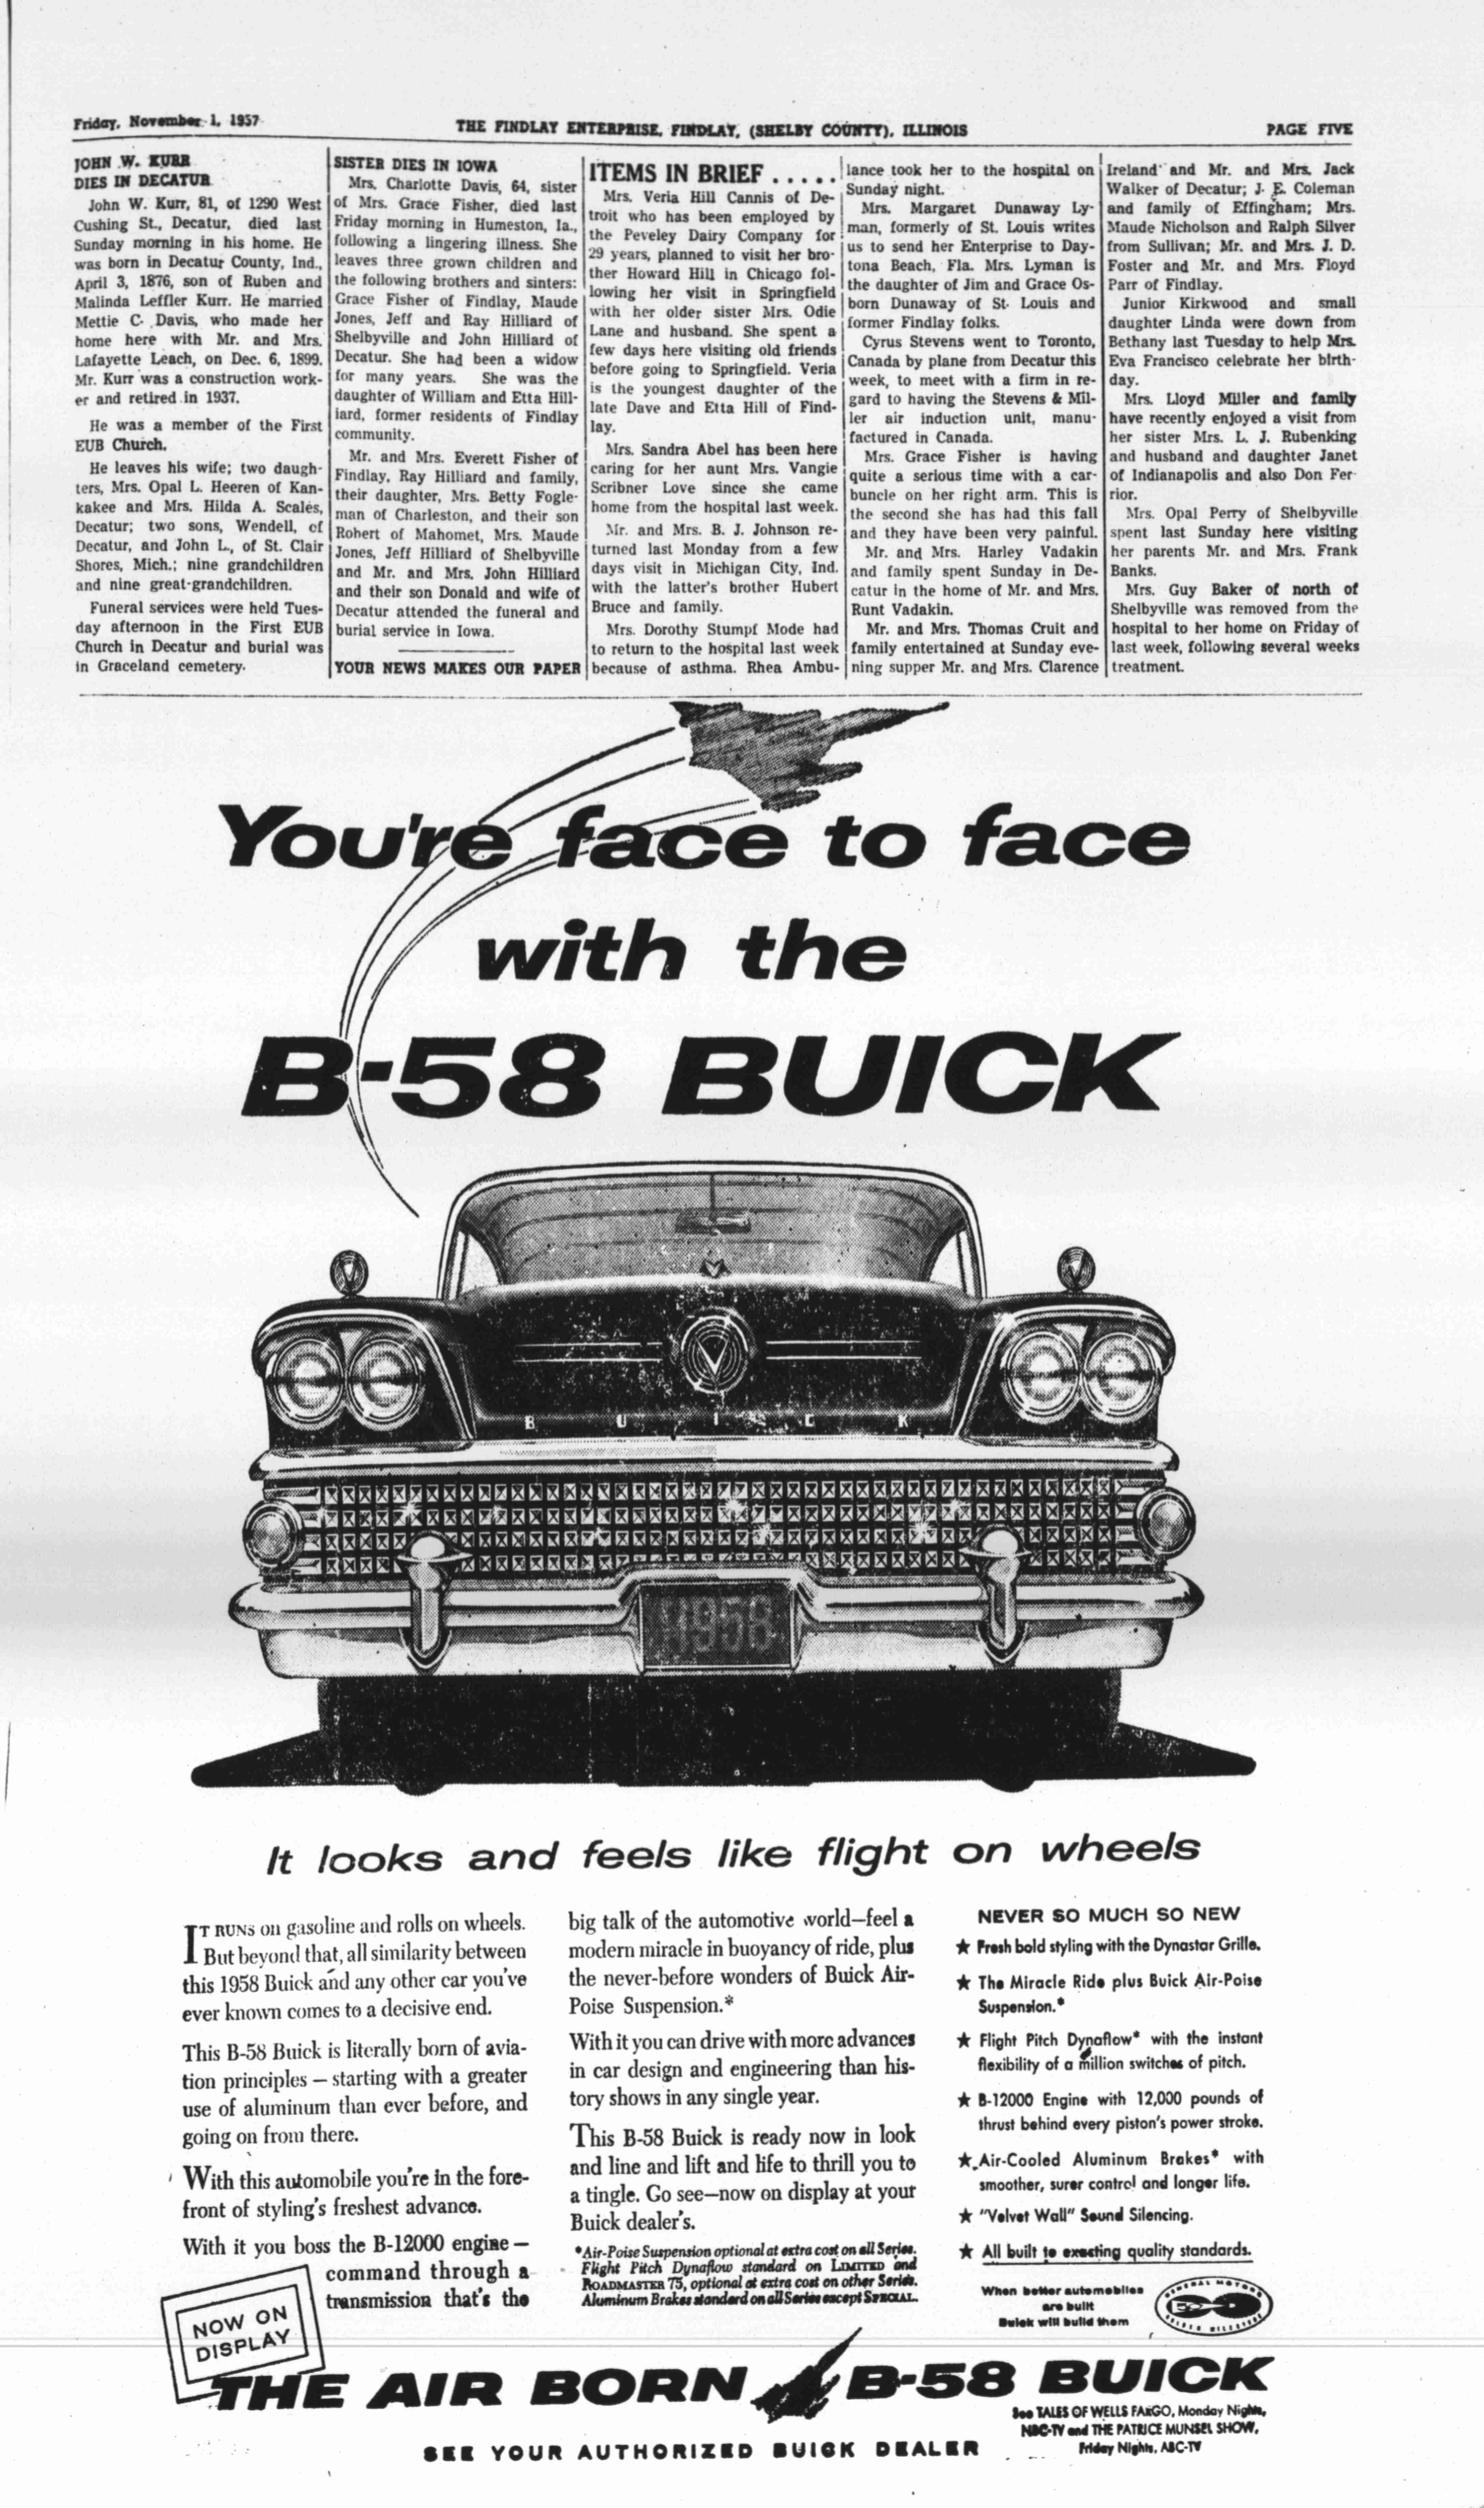 Friday, November 1, 1957
THE FINDLAY ENTERPRISE, FINDLAY, (SHELBY COUNTY), ILLINOIS
PAGE FIVE
JOHN W. KURR
DIES IN DECATUR
John W. Kurr, 81, of 1290 West
Cushing St., Decatur, died last
Sunday morning in his home. He
was born in Decatur County, Ind.,
April 3, 1876, son of Ruben and
Malinda Leffler Kurr. He married
Mettie C. Davis, who made her
home here with Mr. and Mrs.
Lafayette Leach, on Dec. 6, 1899.
Mr. Kurr was a construction work-
er and retired in 1937.
He was a member of the First
EUB Church.
He leaves his wife; two daugh-
ters, Mrs. Opal L. Heeren of Kan-
kakee and Mrs. Hilda A. Scales,
Decatur; two sons, Wendell, of
Decatur, and John L., of St. Clair
Shores, Mich.; nine grandchildren
and nine great-grandchildren.
Funeral services were held Tues-
day afternoon in the First EUB
Church in Decatur and burial was
in Graceland cemetery.
SISTER DIES IN IOWA
Mrs. Charlotte Davis, 64, sister
of Mrs. Grace Fisher, died last
Friday morning in Humeston, Ia.,
following a lingering illness. She
leaves three grown children and
the following brothers and sinters:
Grace Fisher of Findlay, Maude
Jones, Jeff and Ray Hilliard of
Shelbyville and John Hilliard of
Decatur. She had been a widow
for many years. She was the
daughter of William and Etta Hill-
iard, former residents of Findlay
community.
Mr. and Mrs. Everett Fisher of
Findlay, Ray Hilliard and family,
their daughter, Mrs. Betty Fogle-
man of Charleston, and their son
Robert of Mahomet, Mrs. Maude
Jones, Jeff Hilliard of Shelbyville
and Mr. and Mrs. John Hilliard
and their son Donald and wife of
Decatur attended the funeral and
burial service in Iowa.
YOUR NEWS MAKES OUR PAPER
ITEMS IN BRIEF . . . . .
Mrs. Veria Hill Cannis of De-
troit who has been employed by
the Peveley Dairy Company for
29 years, planned to visit her bro-
ther Howard Hill in Chicago fol-
lowing her visit in Springfield
with her older sister Mrs. Odie
Lane and husband. She spent a
few days here visiting old friends
before going to Springfield. Veria
is the youngest daughter of the
late Dave and Etta Hill of Find-
lay.
Mrs. Sandra Abel has been here
caring for her aunt Mrs. Vangie
Scribner Love since she came
home from the hospital last week.
Mr. and Mrs. B. J. Johnson re-
turned last Monday from a few
days visit in Michigan City, Ind.
with the latter's brother Hubert
Bruce and family.
Mrs. Dorothy Stumpf Mode had
to return to the hospital last week
because of asthma. Rhea Ambu-
lance took her to the hospital on
Sunday night.
Mrs. Margaret Dunaway Ly-
man, formerly of St. Louis writes
us to send her Enterprise to Day-
tona Beach, Fla. Mrs. Lyman is
the daughter of Jim and Grace Os-
born Dunaway of St. Louis and
former Findlay folks.
Cyrus Stevens went to Toronto,
Canada by plane from Decatur this
week, to meet with a firm in re-
gard to having the Stevens & Mil-
ler air induction unit, manu-
factured in Canada.
Mrs. Grace Fisher is having
quite a serious time with a car-
buncle on her right arm. This is
the second she has had this fall
and they have been very painful.
Mr. and Mrs. Harley Vadakin
and family spent Sunday in De-
catur in the home of Mr. and Mrs.
Runt Vadakin.
Mr. and Mrs. Thomas Cruit and
family entertained at Sunday eve-
ning supper Mr. and Mrs. Clarence
Ireland and Mr. and Mrs. Jack
Walker of Decatur; J. E. Coleman
and family of Effingham; Mrs.
Maude Nicholson and Ralph Silver
from Sullivan; Mr. and Mrs. J. D.
Foster and Mr. and Mrs. Floyd
Parr of Findlay.
Junior Kirkwood and small
daughter Linda were down from
Bethany last Tuesday to help Mrs.
Eva Francisco celebrate her birth-
day.
Mrs. Lloyd Miller and family
have recently enjoyed a visit from
her sister Mrs. L. J. Rubenking
and husband and daughter Janet
of Indianapolis and also Don Fer-
rior.
Mrs. Opal Perry of Shelbyville
spent last Sunday here visiting
her parents Mr. and Mrs. Frank
Banks.
Mrs. Guy Baker of north of
Shelbyville was removed from the
hospital to her home on Friday of
last week, following several weeks
treatment.
You're face to face
with the
B-58 BUICK
BUICK
1958
It looks and feels like flight on wheels
IT RUNS on gasoline and rolls on wheels.
But beyond that, all similarity between
this 1958 Buick and any other car you've
ever known comes to a decisive end.
This B-58 Buick is literally born of avia-
tion principles – starting with a greater
use of aluminum than ever before, and
going on from there.
With this automobile you're in the fore-
front of styling's freshest advance.
With it you boss the B-12000 engine –
command through a
transmission that's the
big talk of the automotive world–feel a
modern miracle in buoyancy of ride, plus
the never-before wonders of Buick Air-
Poise Suspension.*
With it you can drive with more advances
in car design and engineering than his-
tory shows in any single year.
This B-58 Buick is ready now in look
and line and lift and life to thrill you to
a tingle. Go see–now on display at your
Buick dealer's.
*Air-Poise Suspension optional at extra cost on all Series.
Flight Pitch Dynaflow standard on LIMITED and
ROADMASTER 75, optional at extra cost on other Series.
Aluminum Brakes standard on all Series except SPECIAL.
NEVER SO MUCH SO NEW
★ Fresh bold styling with the Dynastar Grille.
★ The Miracle Ride plus Buick Air-Poise
Suspension.*
★ Flight Pitch Dynaflow* with the instant
flexibility of a million switches of pitch.
★ B-12000 Engine with 12,000 pounds of
thrust behind every piston's power stroke.
★ Air-Cooled Aluminum Brakes* with
smoother, surer control and longer life.
★ "Velvet Wall" Sound Silencing.
★ All built to exacting quality standards.
When better automobiles
are built
Buick will build them
GENERAL MOTORS
NOW ON
DISPLAY
THE AIR BORN B-58 BUICK
See TALES OF WELLS FARGO, Monday Nights,
NBC-TV and THE PATRICE MUNSEL SHOW,
Friday Nights, ABC-TV
SEE YOUR AUTHORIZED BUICK DEALER